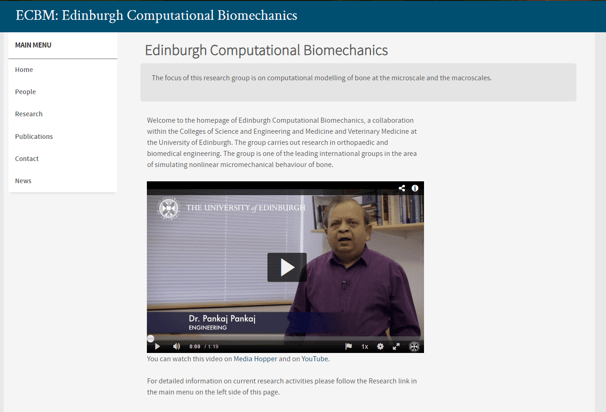 ECBM: Edinburgh Computational Biomechanics
MAIN MENU
Home
People
Research
Publications
Contact
News
Edinburgh Computational Biomechanics
The focus of this research group is on computational modelling of bone at the microscale and the macroscales.
Welcome to the homepage of Edinburgh Computational Biomechanics, a collaboration
within the Colleges of Science and Engineering and Medicine and Veterinary Medicine at
the University of Edinburgh. The group carries out research in orthopaedic and
biomedical engineering. The group is one of the leading international groups in the area
of simulating nonlinear micromechanical behaviour of bone.
THE UNIVERSITY of EDINBURGH
Dr. Pankaj Pankaj
ENGINEERING
0:00 / 1:19
1x
You can watch this video on Media Hopper and on YouTube.
For detailed information on current research activities please follow the Research link in
the main menu on the left side of this page.